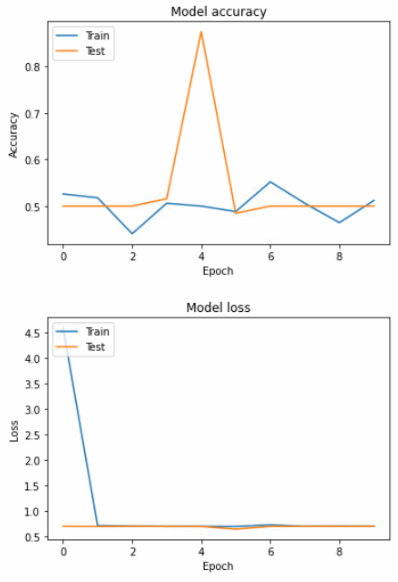 Model accuracy
Train
Test
0.8
0.7
0.6
0.5
Accuracy
0 2 4 6 8
Epoch
Model loss
Train
Test
4.5
4.0
3.5
3.0
2.5
2.0
1.5
1.0
0.5
Loss
0 2 4 6 8
Epoch